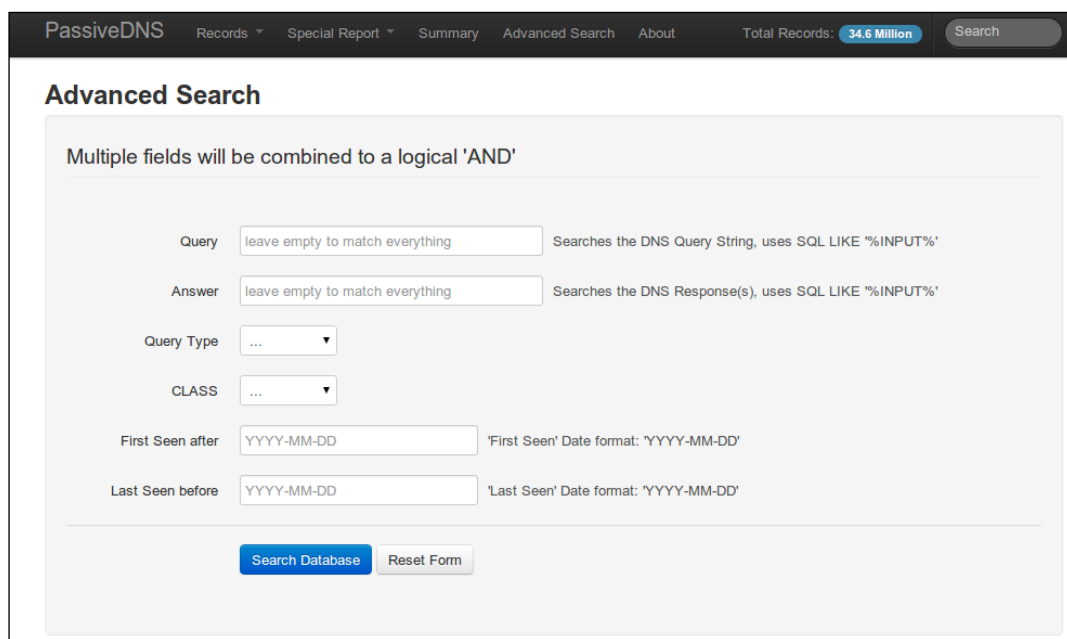 PassiveDNS Records Special Report Summary Advanced Search About Total Records: 34.6 Million Search
Advanced Search
Multiple fields will be combined to a logical 'AND'
Query leave empty to match everything Searches the DNS Query String, uses SQL LIKE '%INPUT%'
Answer leave empty to match everything Searches the DNS Response(s), uses SQL LIKE '%INPUT%'
Query Type ...
CLASS ...
First Seen after YYYY-MM-DD 'First Seen' Date format: 'YYYY-MM-DD'
Last Seen before YYYY-MM-DD 'Last Seen' Date format: 'YYYY-MM-DD'
Search Database Reset Form